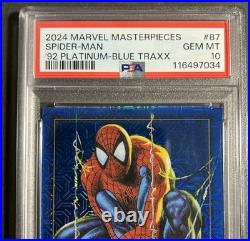 2024 MARVEL MASTERPIECES #87
SPIDER-MAN GEM MT
'92 PLATINUM-BLUE TRAXX 10
PSA 116497034